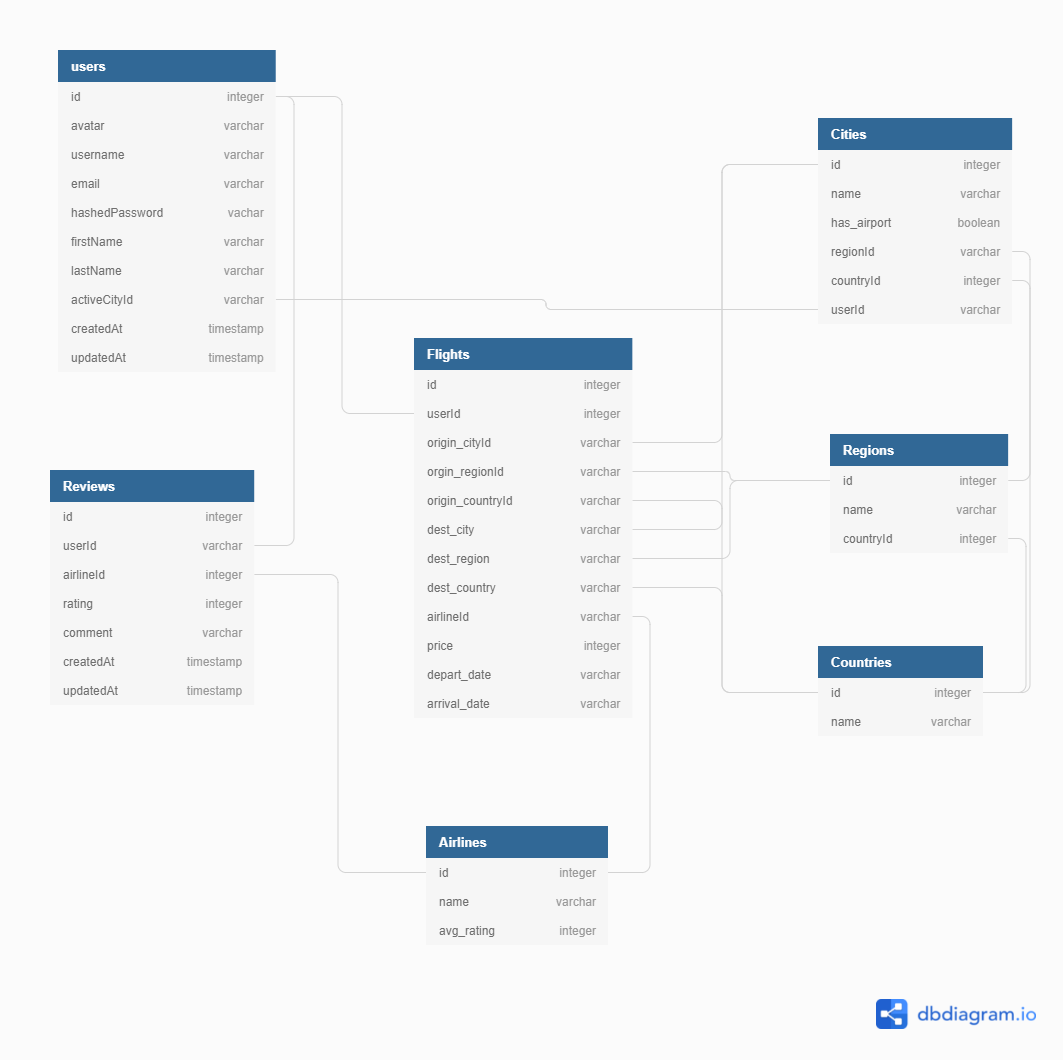 users
id integer
avatar varchar
username varchar
email varchar
hashedPassword vachar
firstName varchar
lastName varchar
activeCityId varchar
createdAt timestamp
updatedAt timestamp
Cities
id integer
name varchar
has_airport boolean
regionId varchar
countryId integer
userId varchar
Flights
id integer
userId integer
origin_cityId varchar
orgin_regionId varchar
origin_countryId varchar
dest_city varchar
dest_region varchar
dest_country varchar
airlineId varchar
price integer
depart_date varchar
arrival_date varchar
Regions
id integer
name varchar
countryId integer
Reviews
id integer
userId varchar
airlineId integer
rating integer
comment varchar
createdAt timestamp
updatedAt timestamp
Countries
id integer
name varchar
Airlines
id integer
name varchar
avg_rating integer
dbdiagram.io